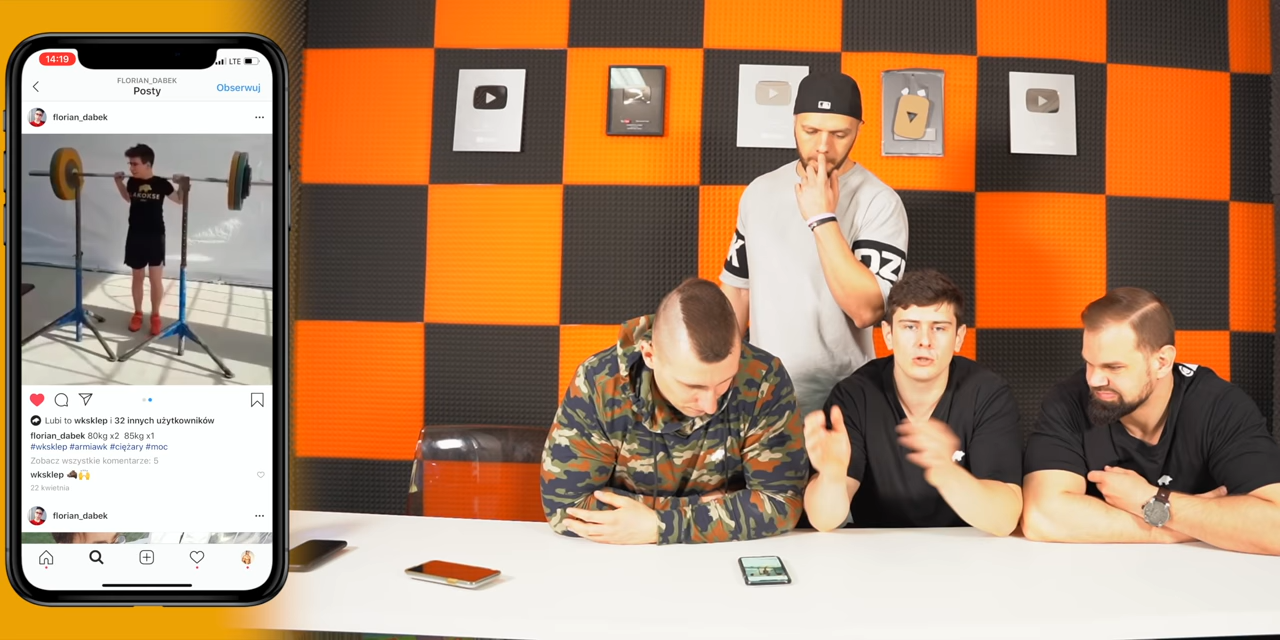 14:19
LTE
FLORIAN_DABEK
Posty
Obserwuj
florian_dabek
Lubi to wksklep i 32 innych użytkowników
florian_dabek 80kg x2 85kg x1
#wksklep #armiawk #ciężary #moc
Zobacz wszystkie komentarze: 5
wksklep
22 kwietnia
florian_dabek